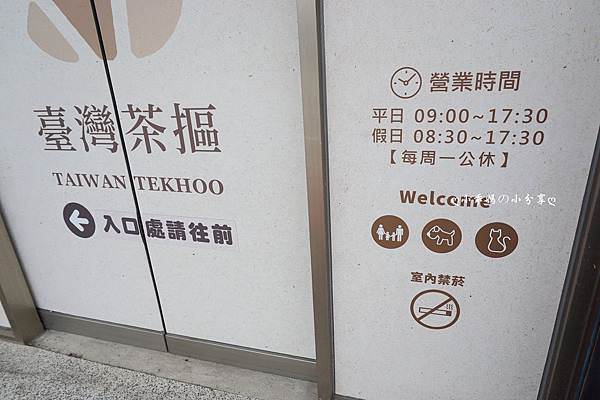 臺灣茶摳
TAIWAN TEKHOO
入口處請往前
營業時間
平日 09:00~17:30
假日 08:30~17:30
【每周一公休】
Welcome
室內禁菸